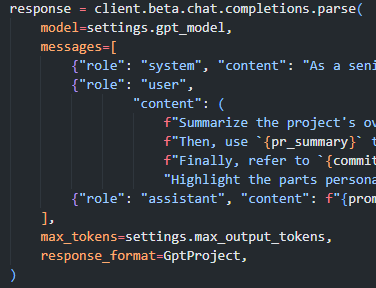 response = client.beta.chat.completions.parse(
    model=settings.gpt_model,
    messages=[
        {"role": "system", "content": "As a seni
        {"role": "user",
                "content": (
                    f"Summarize the project's ov
                    f"Then, use `{pr_summary}` t
                    f"Finally, refer to `{commit
                    "Highlight the parts persona
        {"role": "assistant", "content": f"{prom
    ],
    max_tokens=settings.max_output_tokens,
    response_format=GptProject,
)